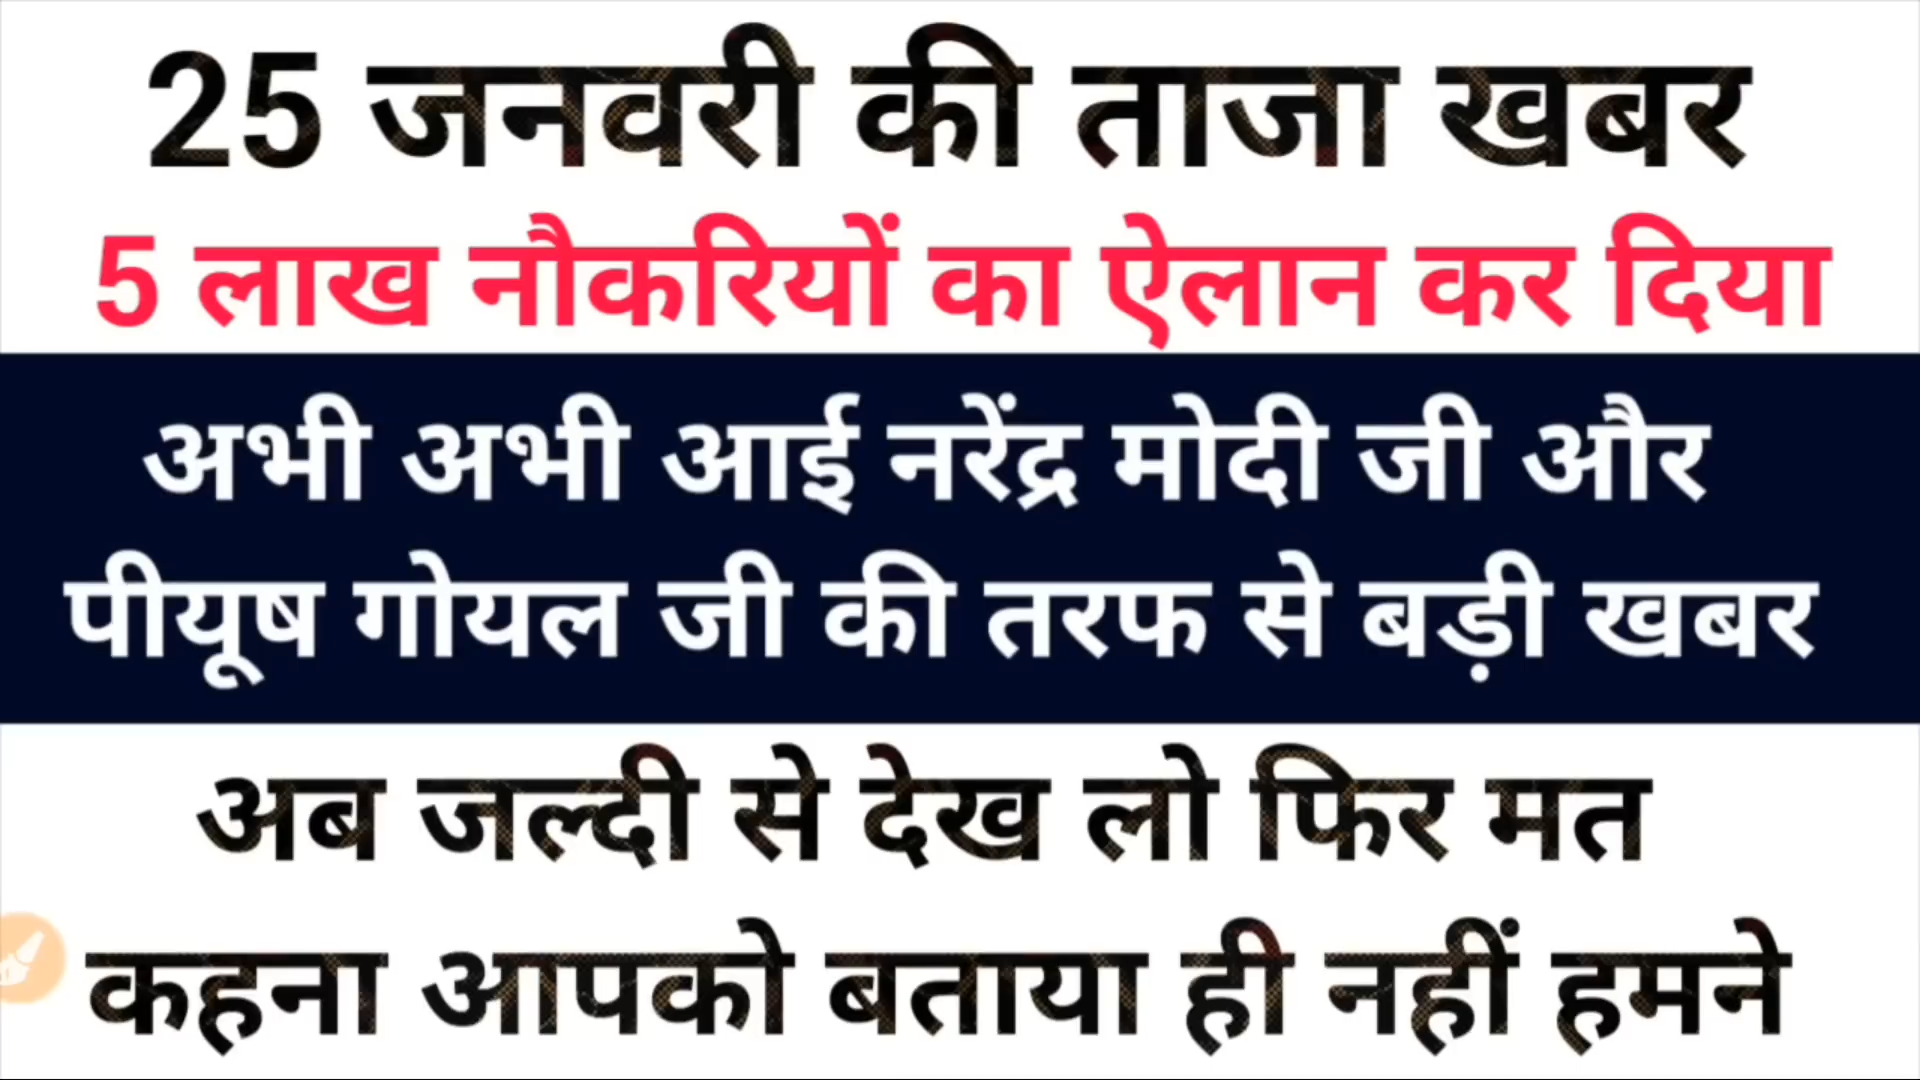 25 जनवरी की ताजा खबर
5 लाख नौकरियों का ऐलान कर दिया
अभी अभी आई नरेंद्र मोदी जी और
पीयूष गोयल जी की तरफ से बड़ी खबर
अब जल्दी से देख लो फिर मत
कहना आपको बताया ही नहीं हमने